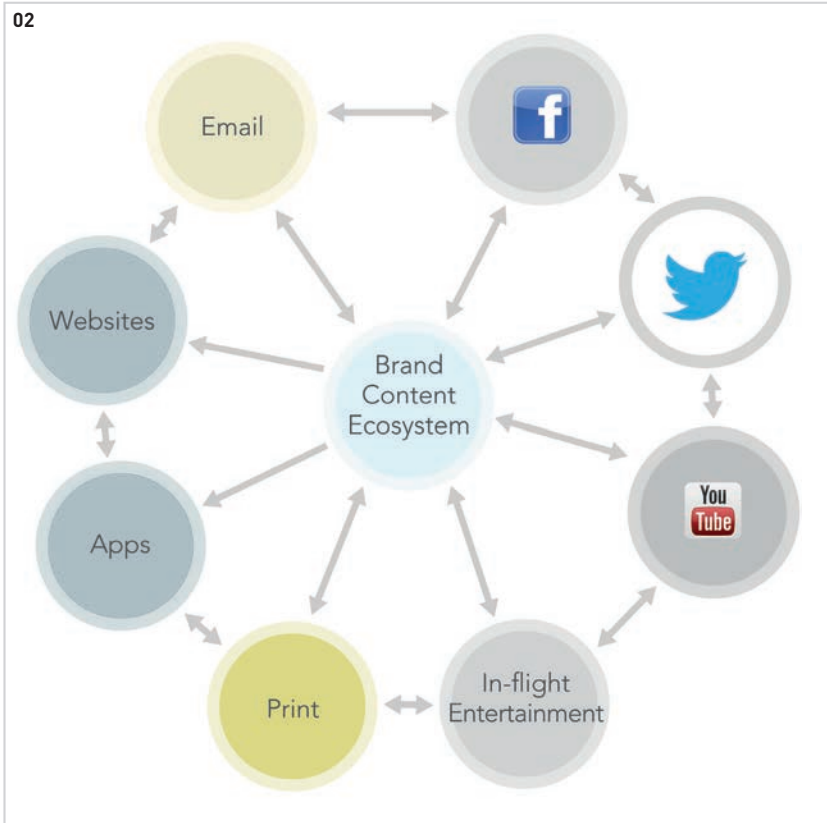 02
Email
f
Websites
Brand
Content
Ecosystem
You
Tube
Apps
In-flight
Entertainment
Print